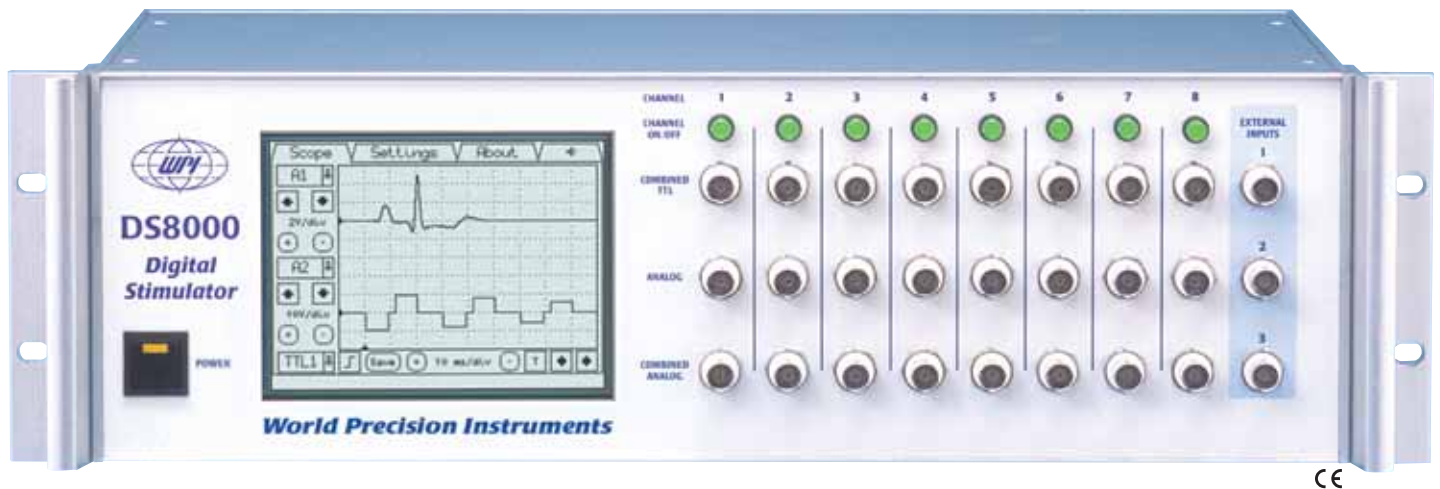 WPI
DS8000
Digital
Stimulator
POWER
Scope
Settings
About
A1
2V/div
+ -
A2
+ -
TTL1
Save
+
10 ms/div
-
T
World Precision Instruments
CHANNEL 1 2 3 4 5 6 7 8
CHANNEL
ON/OFF
COMBINED
TTL
ANALOG
COMBINED
ANALOG
EXTERNAL
INPUTS
1
2
3
CE